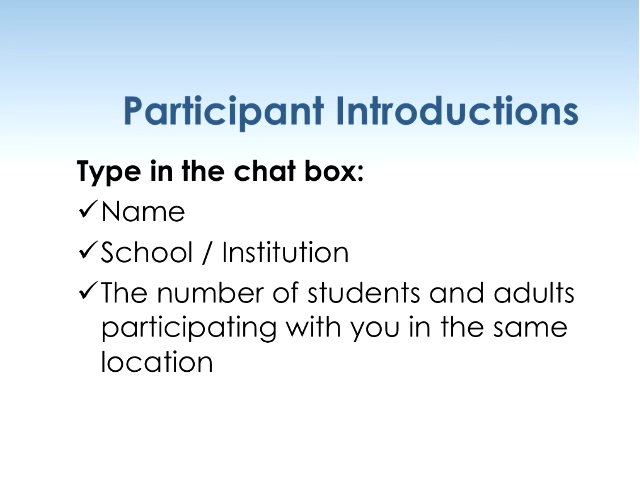 Participant Introductions
Type in the chat box:
✓Name
✓School / Institution
✓The number of students and adults
participating with you in the same
location